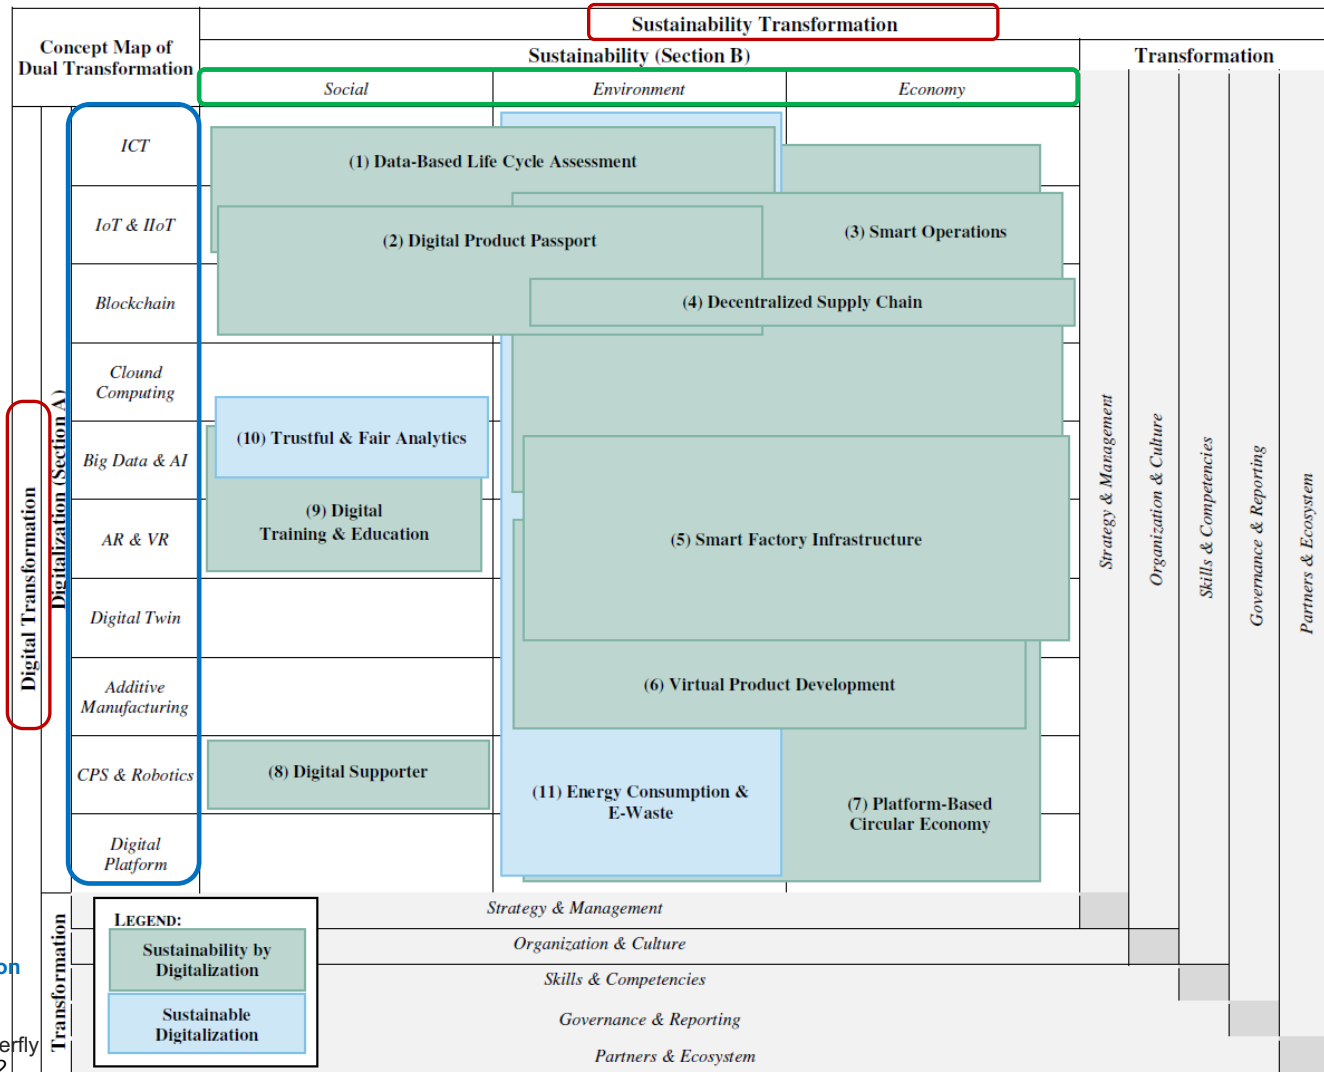 Sustainability Transformation
Concept Map of
Dual Transformation
Sustainability (Section B)
Transformation
Social
Environment
Economy
ICT
(1) Data-Based Life Cycle Assessment
IoT & IIoT
(2) Digital Product Passport
(3) Smart Operations
Blockchain
(4) Decentralized Supply Chain
Clound
Computing
(10) Trustful & Fair Analytics
Big Data & AI
(9) Digital
Training & Education
AR & VR
(5) Smart Factory Infrastructure
Digital Twin
Additive
Manufacturing
(6) Virtual Product Development
CPS & Robotics
(8) Digital Supporter
(11) Energy Consumption &
E-Waste
(7) Platform-Based
Circular Economy
Digital
Platform
Digital Transformation
Digitalization (Section A)
Transformation
Strategy & Management
Organization & Culture
Skills & Competencies
Governance & Reporting
Partners & Ecosystem
Strategy & Management
Organization & Culture
Skills & Competencies
Governance & Reporting
Partners & Ecosystem
LEGEND:
Sustainability by
Digitalization
Sustainable
Digitalization
on
erfly